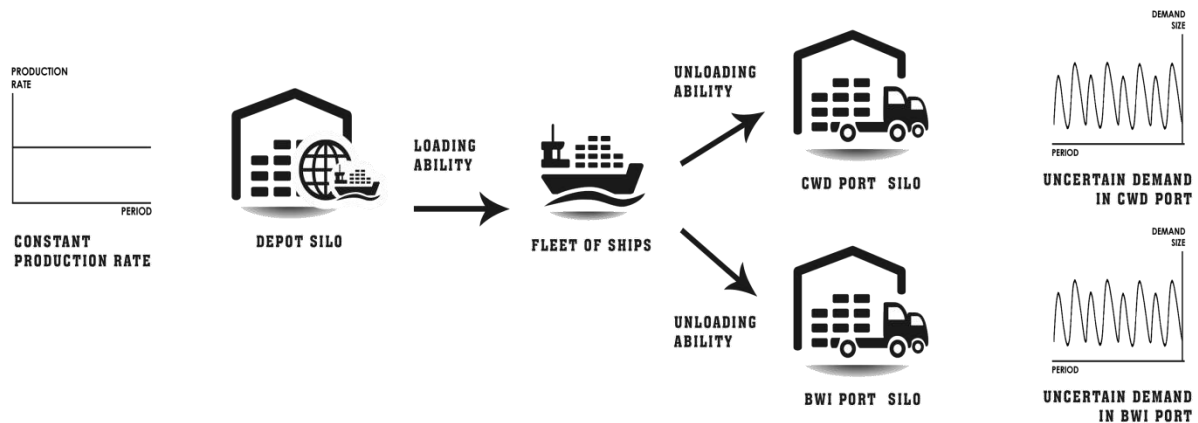 PRODUCTION
RATE
PERIOD
CONSTANT
PRODUCTION RATE
DEPOT SILO
LOADING
ABILITY
FLEET OF SHIPS
UNLOADING
ABILITY
CWD PORT SILO
DEMAND
SIZE
PERIOD
UNCERTAIN DEMAND
IN CWD PORT
UNLOADING
ABILITY
BWI PORT SILO
DEMAND
SIZE
PERIOD
UNCERTAIN DEMAND
IN BWI PORT